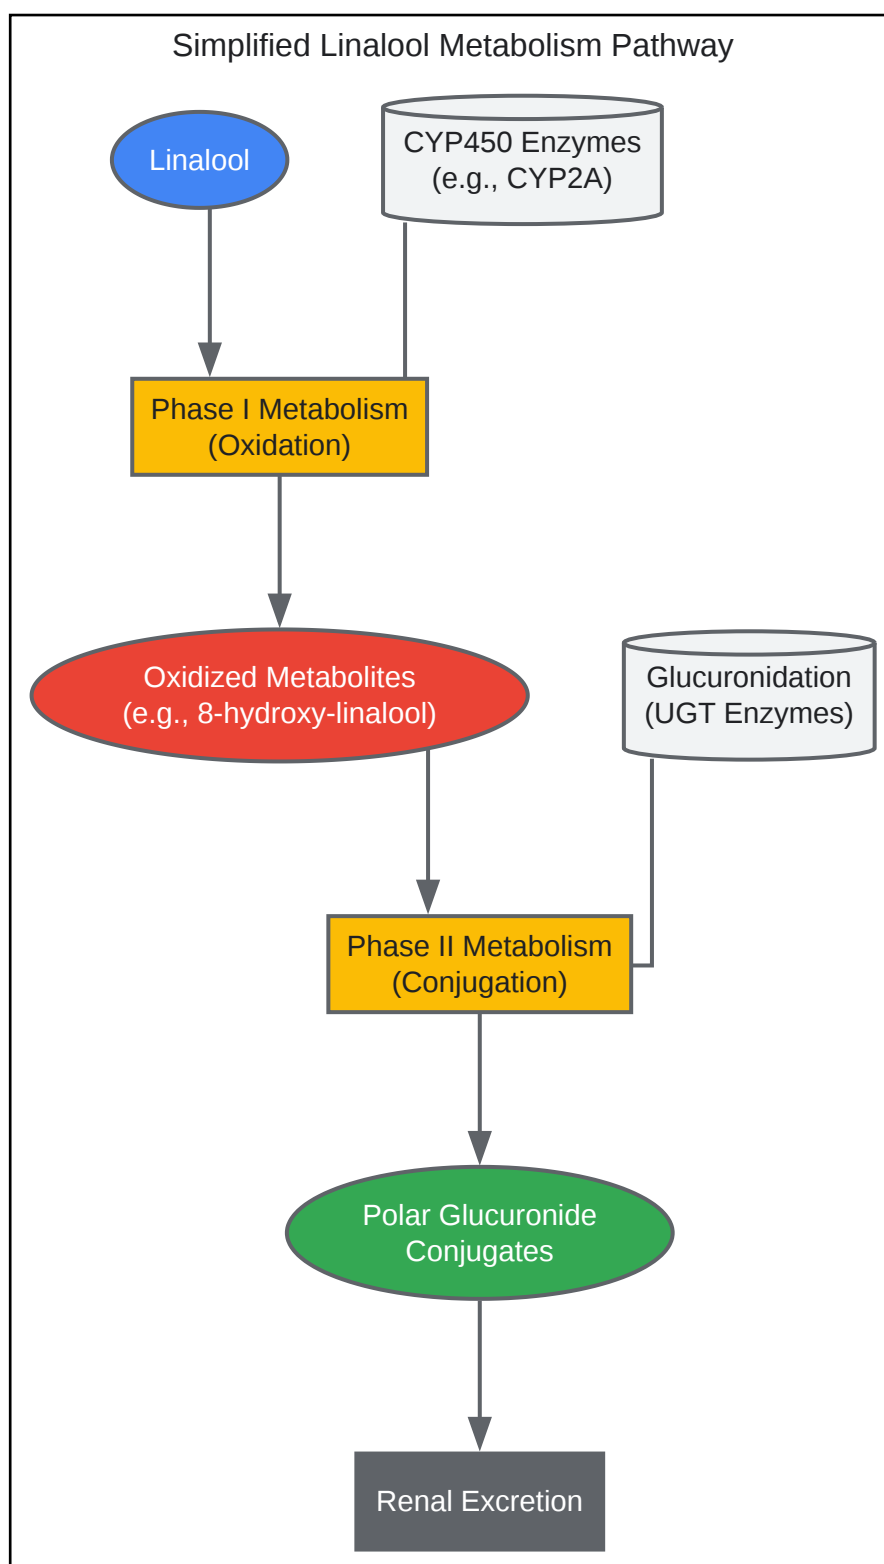 Simplified Linalool Metabolism Pathway
Linalool
CYP450 Enzymes
(e.g., CYP2A)
Phase I Metabolism
(Oxidation)
Oxidized Metabolites
(e.g., 8-hydroxy-linalool)
Glucuronidation
(UGT Enzymes)
Phase II Metabolism
(Conjugation)
Polar Glucuronide
Conjugates
Renal Excretion